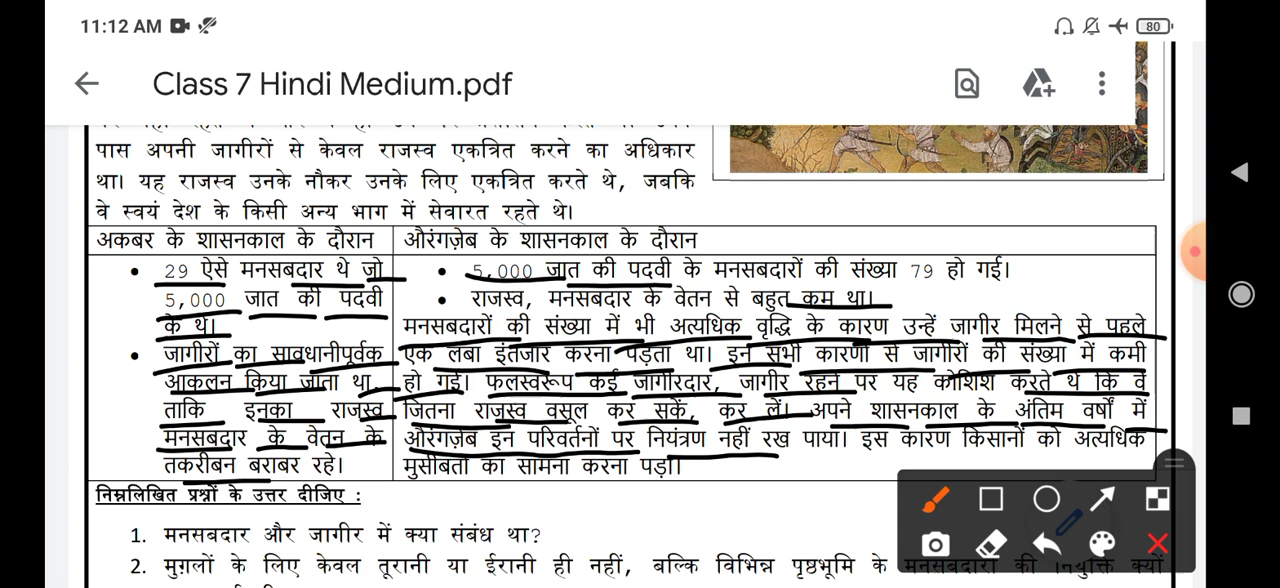 11:12 AM
80
Class 7 Hindi Medium.pdf
पास अपनी जागीरों से केवल राजस्व एकत्रित करने का अधिकार
था। यह राजस्व उनके नौकर उनके लिए एकत्रित करते थे, जबकि
वे स्वयं देश के किसी अन्य भाग में सेवारत रहते थे।
अकबर के शासनकाल के दौरान
• 29 ऐसे मनसबदार थे जो
5,000 जात की पदवी
के थे।
• जागीरों का सावधानीपूर्वक
आकलन किया जाता था
ताकि इनका राजस्व
मनसबदार के वेतन के
तकरीबन बराबर रहे।
औरंगज़ेब के शासनकाल के दौरान
• 5,000 जात की पदवी के मनसबदारों की संख्या 79 हो गई।
• राजस्व, मनसबदार के वेतन से बहुत कम था।
मनसबदारों की संख्या में भी अत्यधिक वृद्धि के कारण उन्हें जागीर मिलने से पहले
एक लंबा इंतजार करना पड़ता था। इन सभी कारणों से जागीरों की संख्या में कमी
हो गई। फलस्वरूप कई जागीरदार, जागीर रहने पर यह कोशिश करते थे कि वे
जितना राजस्व वसूल कर सकें, कर लें। अपने शासनकाल के अंतिम वर्षों में
औरंगज़ेब इन परिवर्तनों पर नियंत्रण नहीं रख पाया। इस कारण किसानों को अत्यधिक
मुसीबतों का सामना करना पड़ा।
निम्नलिखित प्रश्नों के उत्तर दीजिए :
1. मनसबदार और जागीर में क्या संबंध था?
2. मुग़लों के लिए केवल तूरानी या ईरानी ही नहीं, बल्कि विभिन्न पृष्ठभूमि के मनसबदारों की नियुक्ति क्यों